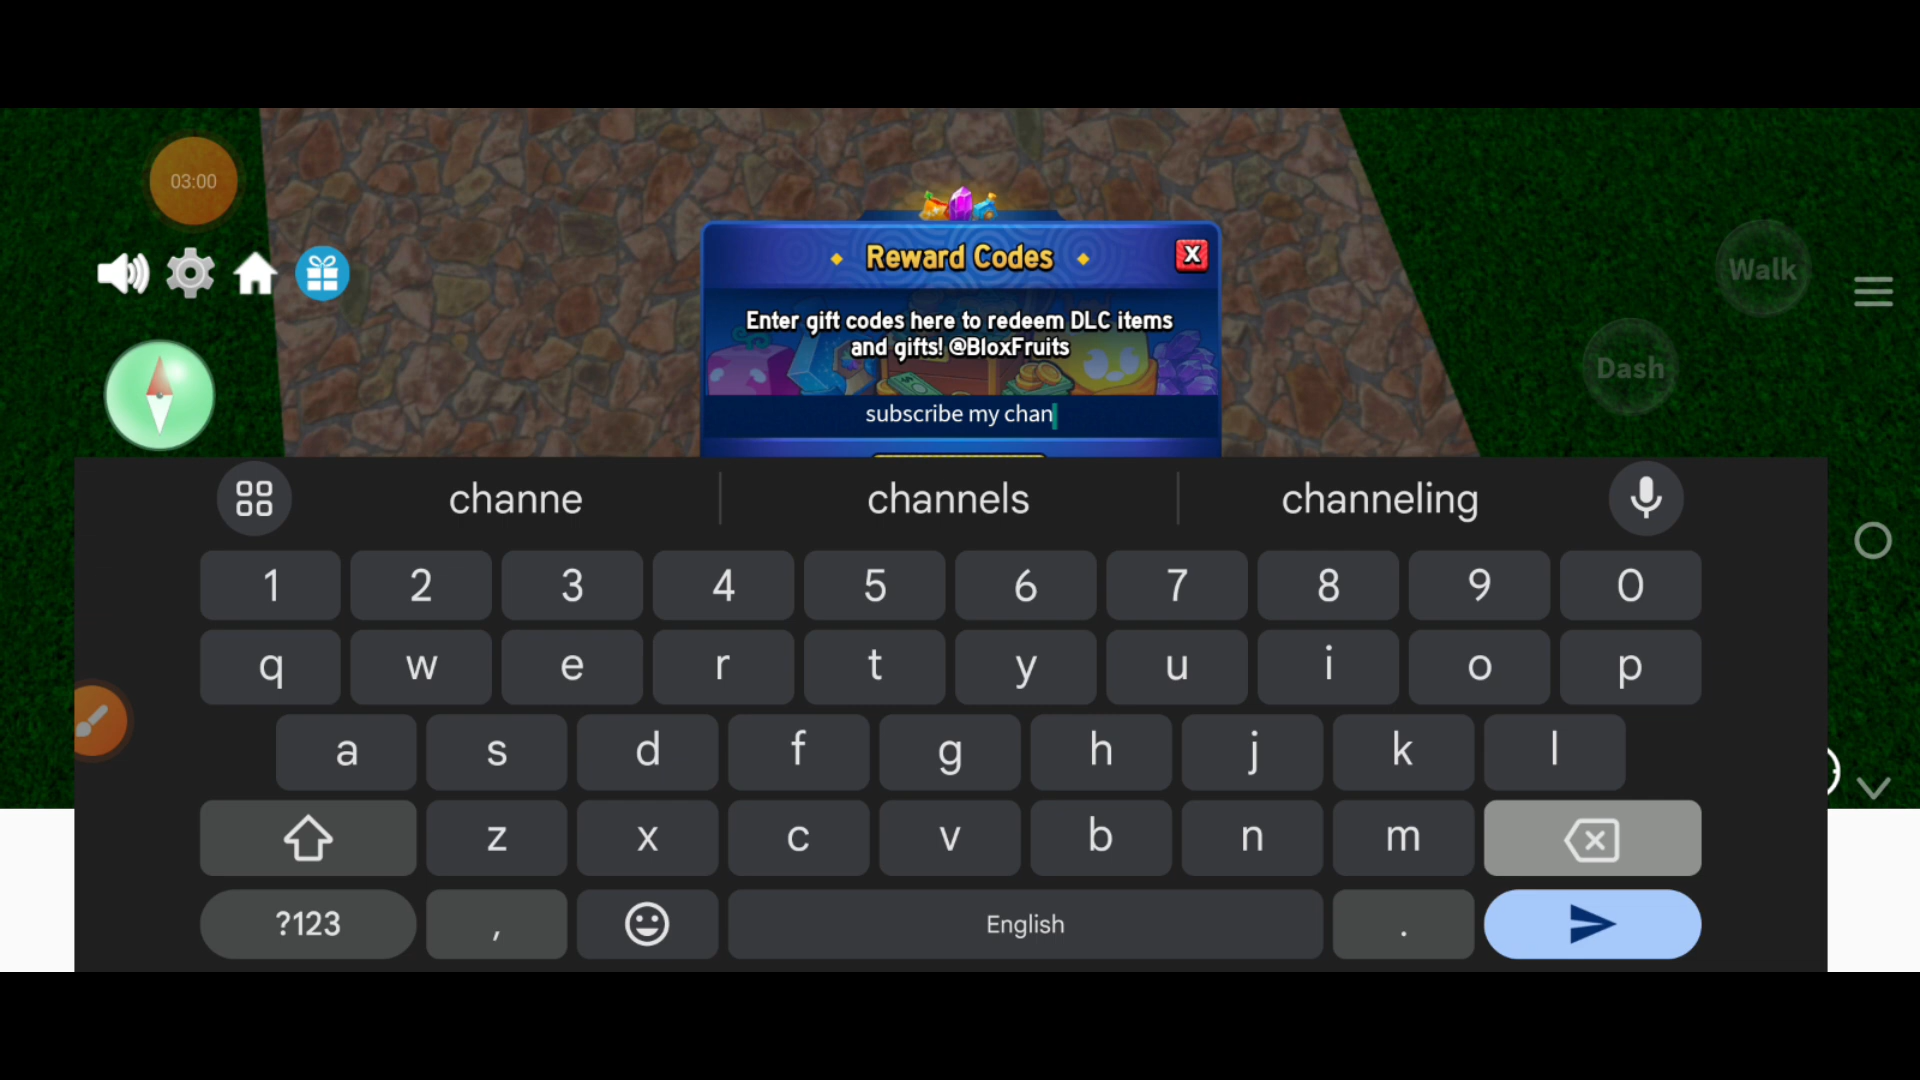 03:00
Reward Codes
X
Enter gift codes here to redeem DLC items
and gifts! @BloxFruits
subscribe my chan
Walk
Dash
channe channels channeling
1 2 3 4 5 6 7 8 9 0
q w e r t y u i o p
a s d f g h j k l
z x c v b n m
?123 , English .